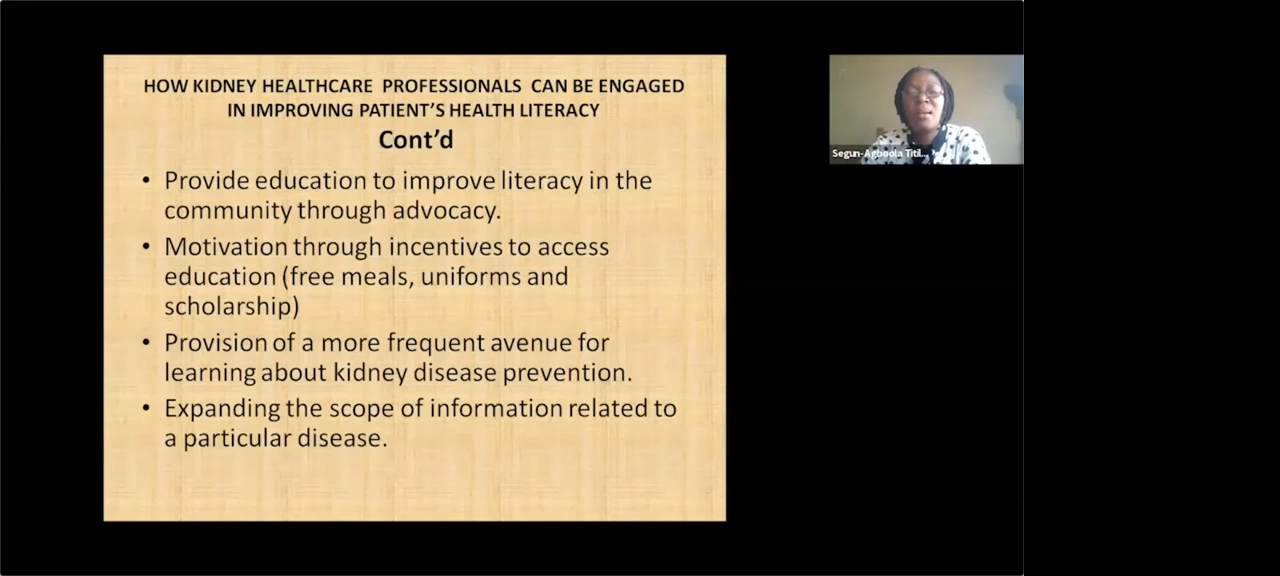 HOW KIDNEY HEALTHCARE PROFESSIONALS CAN BE ENGAGED
IN IMPROVING PATIENT'S HEALTH LITERACY
Cont'd
• Provide education to improve literacy in the
community through advocacy.
• Motivation through incentives to access
education (free meals, uniforms and
scholarship)
• Provision of a more frequent avenue for
learning about kidney disease prevention.
• Expanding the scope of information related to
a particular disease.
Segun-Agboola Titil...